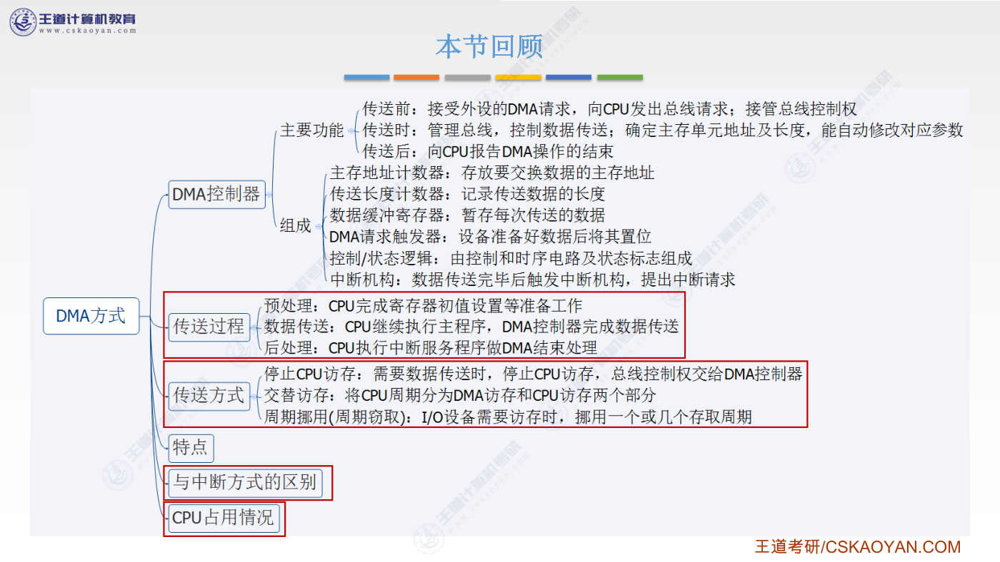 王道计算机教育
www.cskaoyan.com
本节回顾
DMA方式
DMA控制器
主要功能
传送前：接受外设的DMA请求，向CPU发出总线请求；接管总线控制权
传送时：管理总线，控制数据传送；确定主存单元地址及长度，能自动修改对应参数
传送后：向CPU报告DMA操作的结束
组成
主存地址计数器：存放要交换数据的主存地址
传送长度计数器：记录传送数据的长度
数据缓冲寄存器：暂存每次传送的数据
DMA请求触发器：设备准备好数据后将其置位
控制/状态逻辑：由控制和时序电路及状态标志组成
中断机构：数据传送完毕后触发中断机构，提出中断请求
传送过程
预处理：CPU完成寄存器初值设置等准备工作
数据传送：CPU继续执行主程序，DMA控制器完成数据传送
后处理：CPU执行中断服务程序做DMA结束处理
传送方式
停止CPU访存：需要数据传送时，停止CPU访存，总线控制权交给DMA控制器
交替访存：将CPU周期分为DMA访存和CPU访存两个部分
周期挪用(周期窃取)：I/O设备需要访存时，挪用一个或几个存取周期
特点
与中断方式的区别
CPU占用情况
王道考研/CSKAOYAN.COM